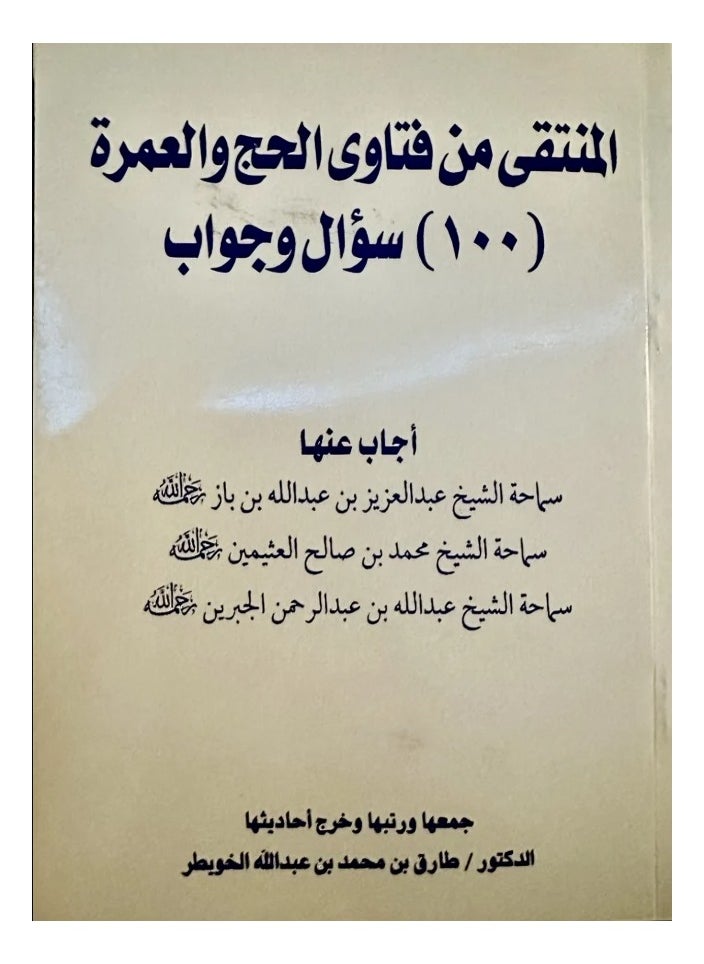 المنتقى من فتاوى الحج والعمرة
(١٠٠) سؤال وجواب
أجاب عنها
سماحة الشيخ عبدالعزيز بن عبدالله بن باز رحمه الله
سماحة الشيخ محمد بن صالح العثيمين رحمه الله
سماحة الشيخ عبدالله بن عبدالرحمن الجبرين رحمه الله
جمعها ورتبها وخرج أحاديثها
الدكتور / طارق بن محمد بن عبدالله الخويطر